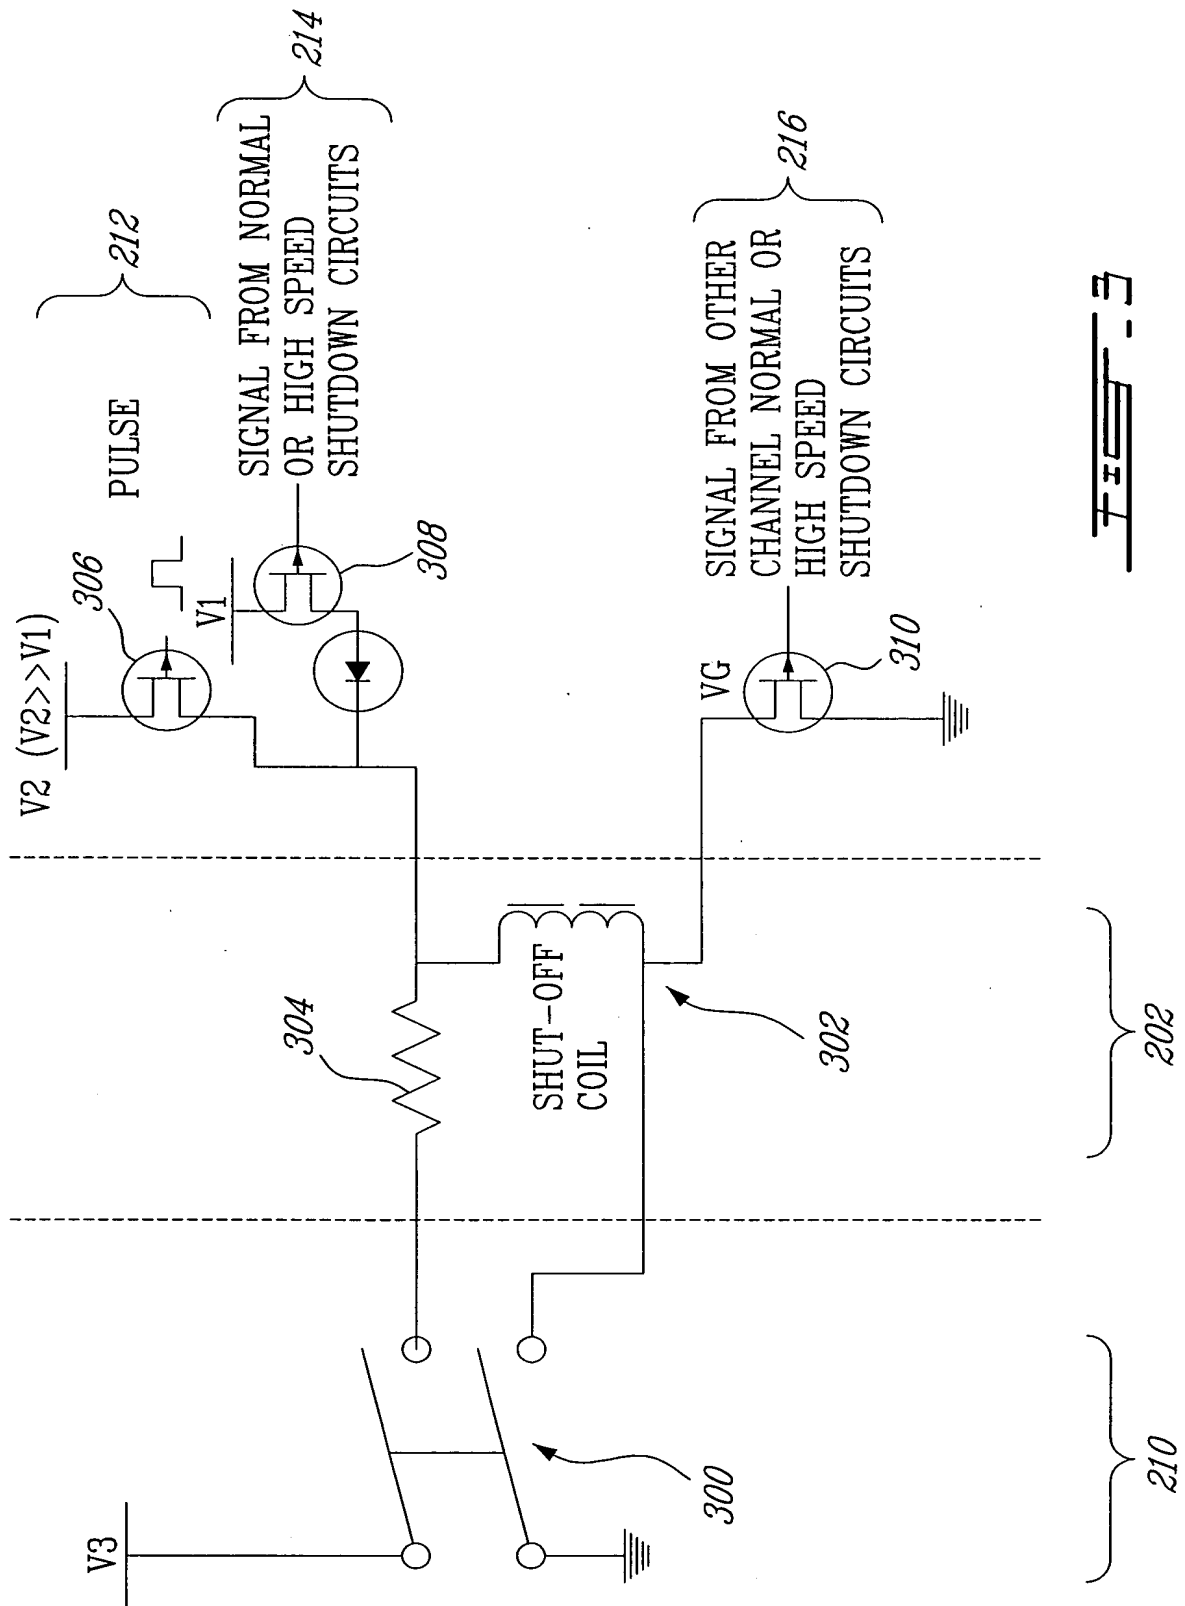 V3
300
210
304
SHUT-OFF
COIL
302
202
V2 (V2>>V1)
306
PULSE
212
V1
308
SIGNAL FROM NORMAL
OR HIGH SPEED
SHUTDOWN CIRCUITS
214
VG
310
SIGNAL FROM OTHER
CHANNEL NORMAL OR
HIGH SPEED
SHUTDOWN CIRCUITS
216
Fig-3